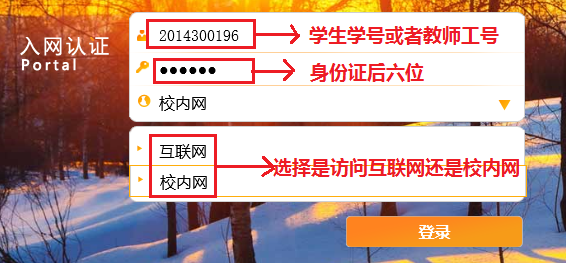 入网认证
Portal
2014300196
学生学号或者教师工号
●●●●●●
身份证后六位
校内网
互联网
校内网
选择是访问互联网还是校内网
登录